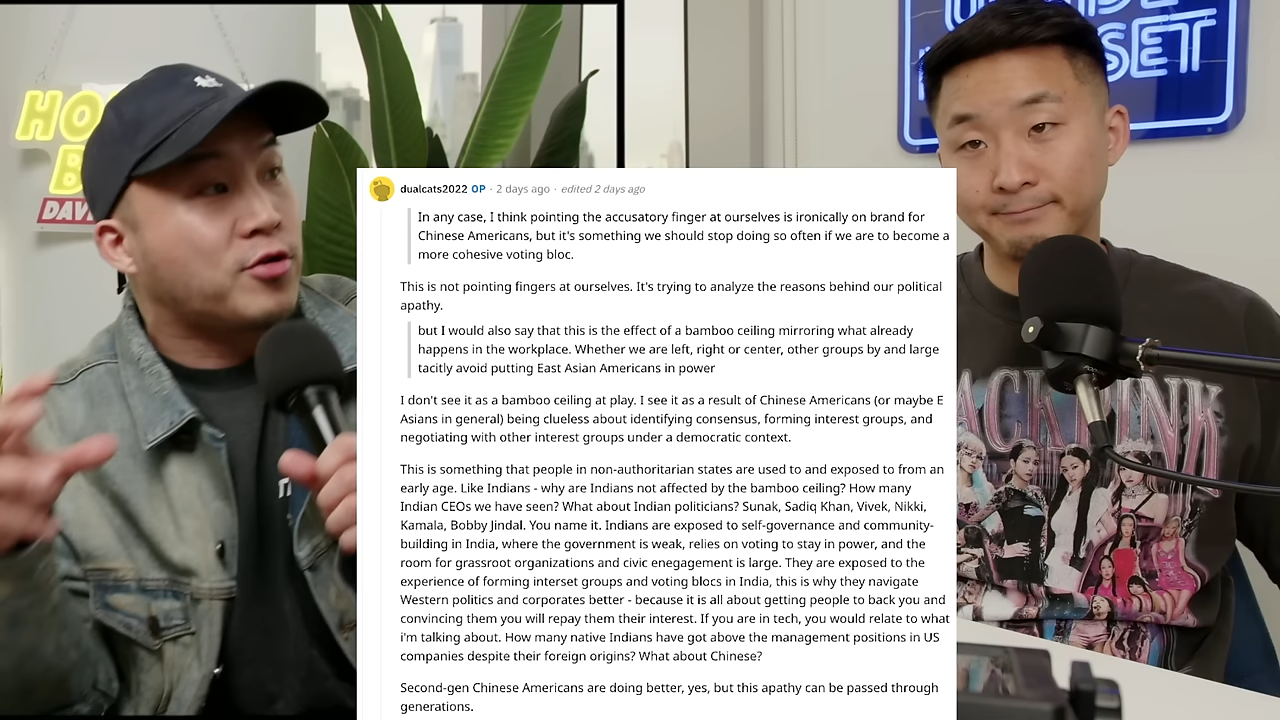 HO
B
DAVI
SET
BLACKPINK
dualcats2022 OP · 2 days ago · edited 2 days ago
In any case, I think pointing the accusatory finger at ourselves is ironically on brand for
Chinese Americans, but it's something we should stop doing so often if we are to become a
more cohesive voting bloc.
This is not pointing fingers at ourselves. It's trying to analyze the reasons behind our political
apathy.
but I would also say that this is the effect of a bamboo ceiling mirroring what already
happens in the workplace. Whether we are left, right or center, other groups by and large
tacitly avoid putting East Asian Americans in power
I don't see it as a bamboo ceiling at play. I see it as a result of Chinese Americans (or maybe E
Asians in general) being clueless about identifying consensus, forming interest groups, and
negotiating with other interest groups under a democratic context.
This is something that people in non-authoritarian states are used to and exposed to from an
early age. Like Indians - why are Indians not affected by the bamboo ceiling? How many
Indian CEOs we have seen? What about Indian politicians? Sunak, Sadiq Khan, Vivek, Nikki,
Kamala, Bobby Jindal. You name it. Indians are exposed to self-governance and community-
building in India, where the government is weak, relies on voting to stay in power, and the
room for grassroot organizations and civic enegagement is large. They are exposed to the
experience of forming interset groups and voting blocs in India, this is why they navigate
Western politics and corporates better - because it is all about getting people to back you and
convincing them you will repay them their interest. If you are in tech, you would relate to what
i'm talking about. How many native Indians have got above the management positions in US
companies despite their foreign origins? What about Chinese?
Second-gen Chinese Americans are doing better, yes, but this apathy can be passed through
generations.